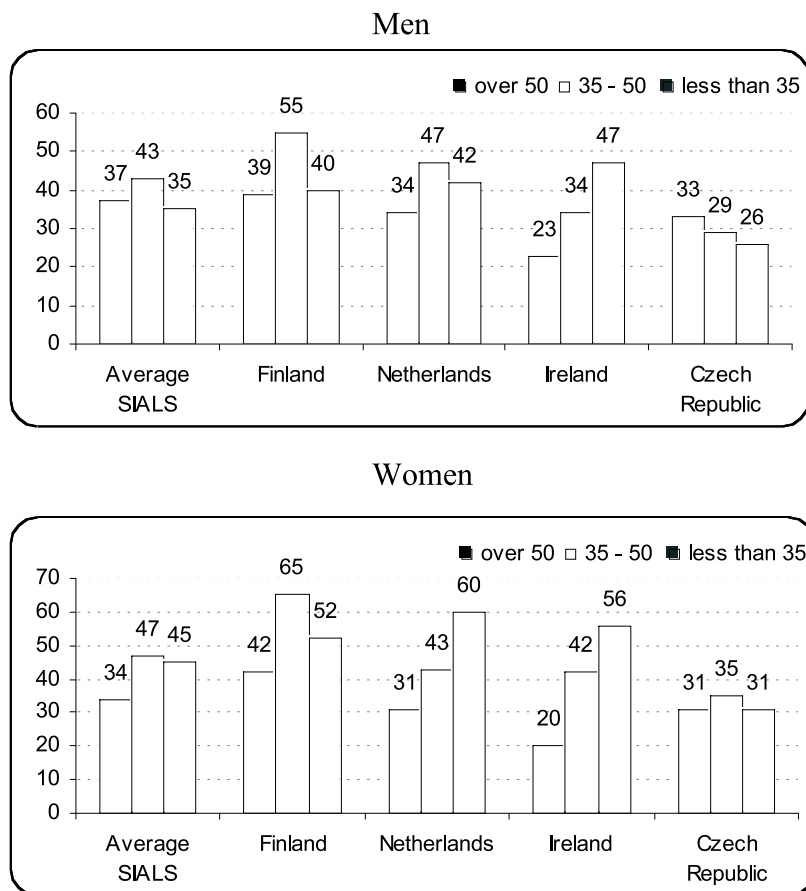 Men
over 50 35 - 50 less than 35
60
50
40
30
20
10
0
37 43 35
39 55 40
34 47 42
23 34 47
33 29 26
Average SIALS
Finland
Netherlands
Ireland
Czech Republic
Women
over 50 35 - 50 less than 35
70
60
50
40
30
20
10
0
34 47 45
42 65 52
31 43 60
20 42 56
31 35 31
Average SIALS
Finland
Netherlands
Ireland
Czech Republic